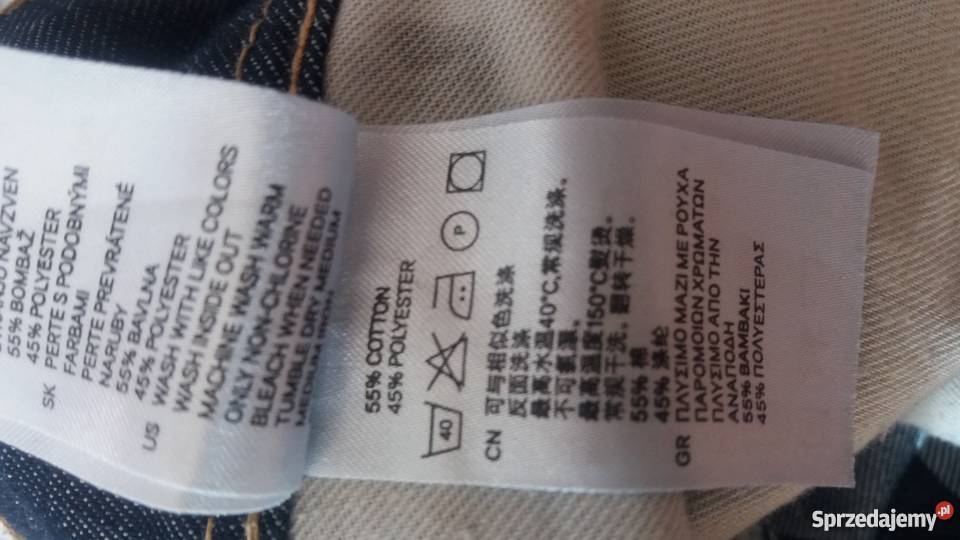 NAVZVEN
55% BOMBAŽ
45% POLYESTER
SK PERTE S PODOBNÝMI
FARBAMI
PERTE PREVRÁTENÉ
NARUBY
55% BAVLNA
45% POLYESTER
US WASH WITH LIKE COLORS
WASH INSIDE OUT
MACHINE WASH WARM
ONLY NON-CHLORINE
BLEACH WHEN NEEDED
TUMBLE DRY MEDIUM
MEDIUM
55% COTTON
45% POLYESTER
40 P
CN 可与相似色洗涤
反面洗涤
最高水温40°C,常规洗涤。
不可氯漂。
最高温度150°C熨烫。
常规干洗。翻转干燥。
55% 棉
45% 涤纶
GR ΠΛΥΣΙΜΟ ΜΑΖΙ ΜΕ ΡΟΥΧΑ
ΠΑΡΟΜΟΙΩΝ ΧΡΩΜΑΤΩΝ
ΠΛΥΣΙΜΟ ΑΠΟ ΤΗΝ
ΑΝΑΠΟΔΗ
55% ΒΑΜΒΑΚΙ
45% ΠΟΛΥΕΣΤΕΡΑΣ
Sprzedajemy.pl